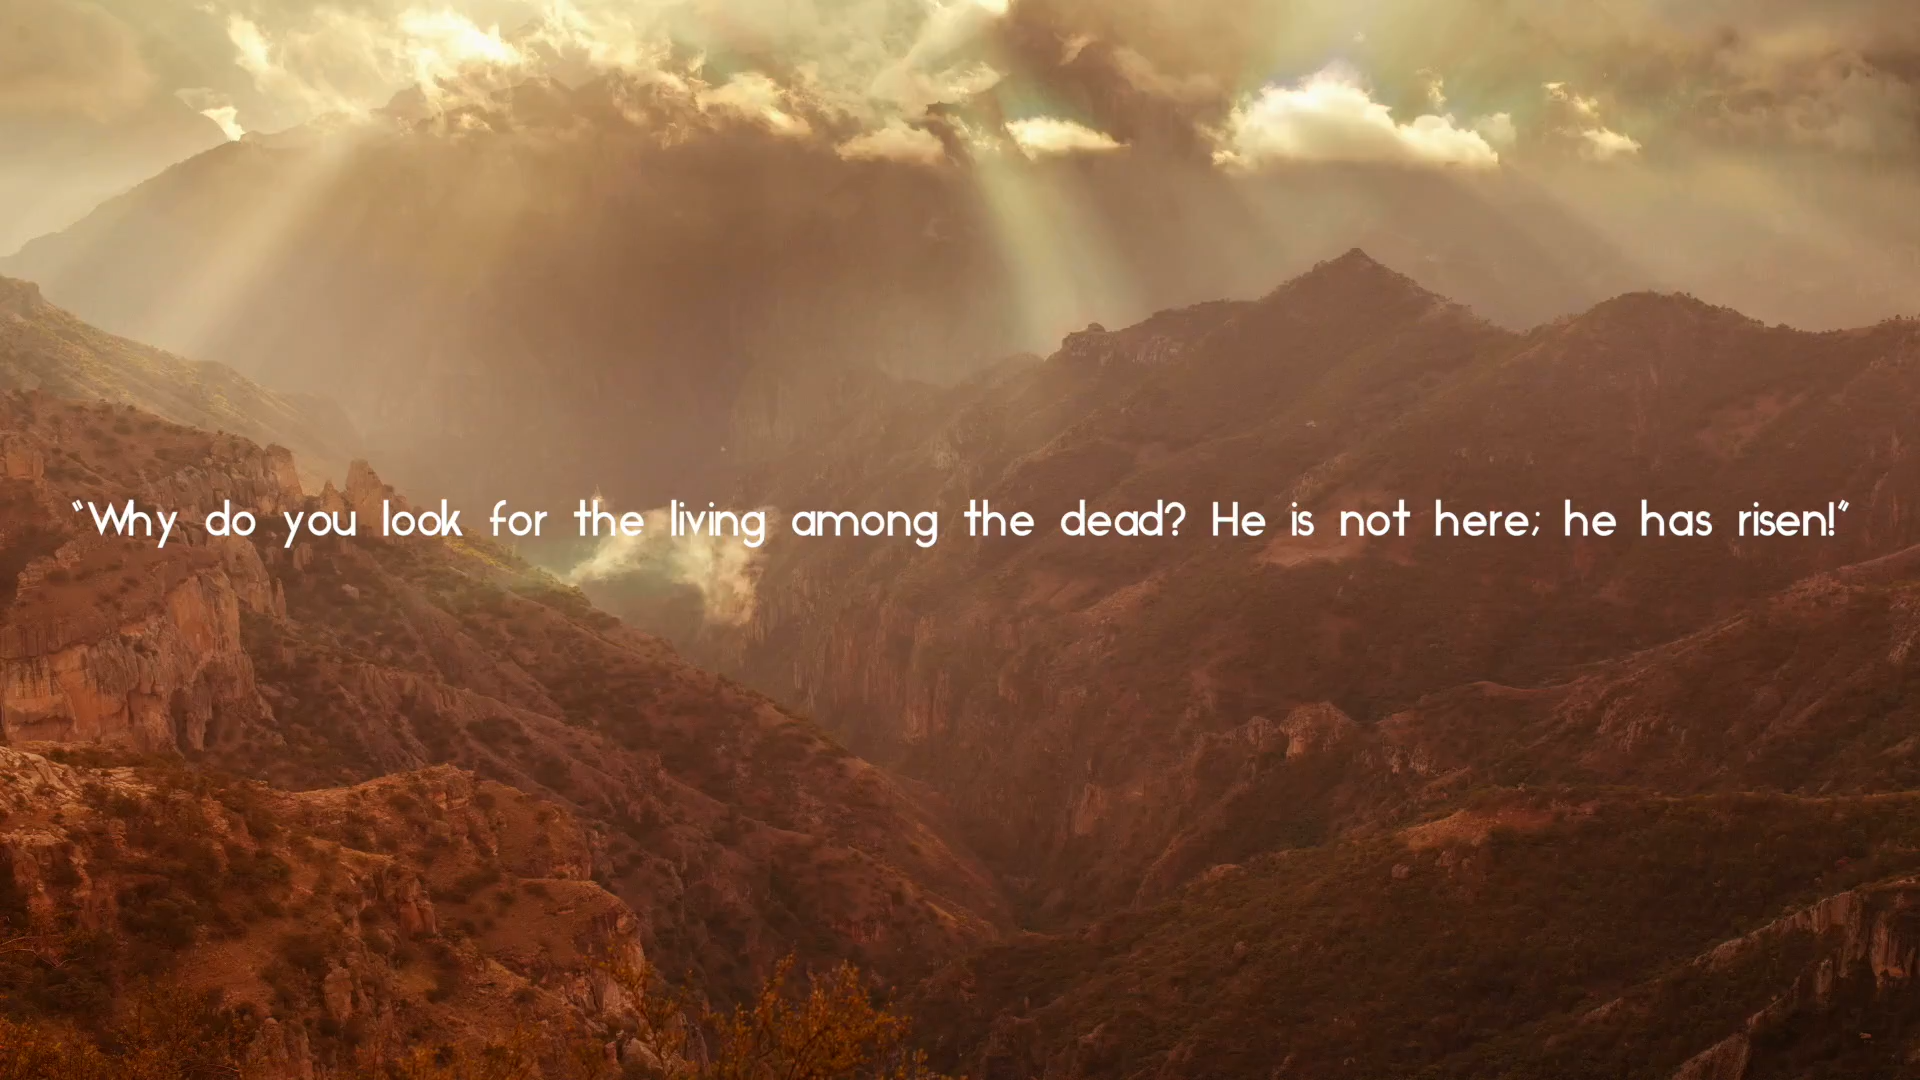 “Why do you look for the living among the dead? He is not here; he has risen!”